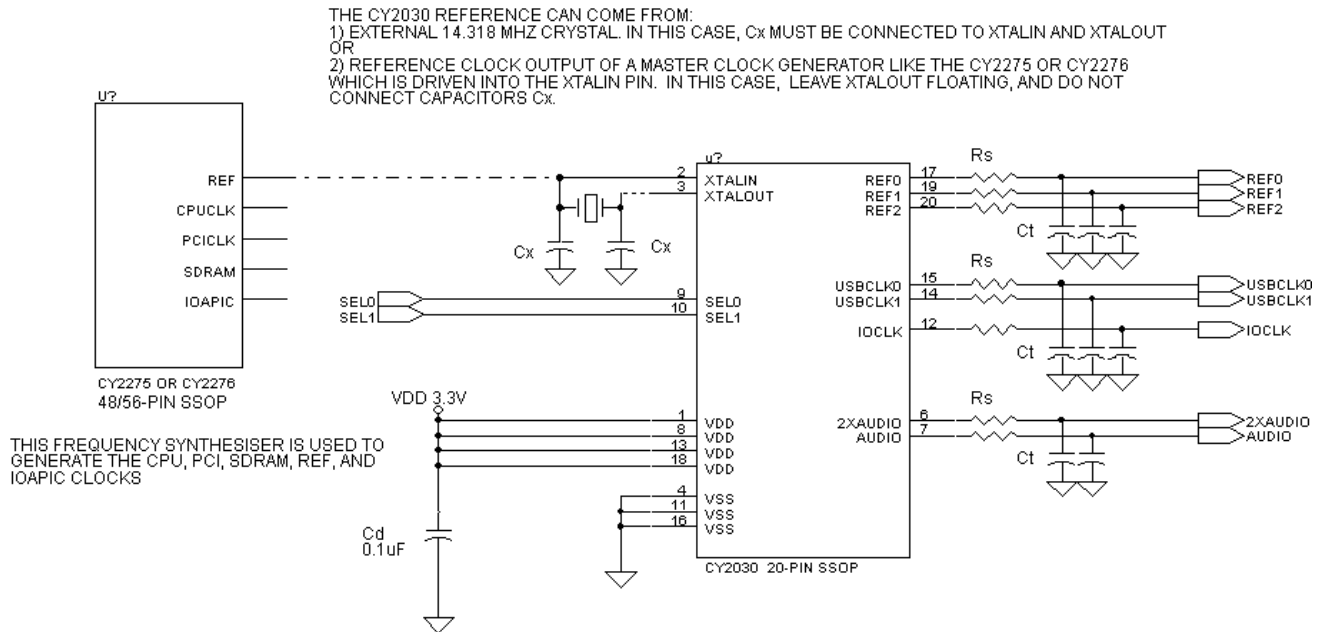 THE CY2030 REFERENCE CAN COME FROM:
1) EXTERNAL 14.318 MHZ CRYSTAL. IN THIS CASE, Cx MUST BE CONNECTED TO XTALIN AND XTALOUT
OR
2) REFERENCE CLOCK OUTPUT OF A MASTER CLOCK GENERATOR LIKE THE CY2275 OR CY2276
WHICH IS DRIVEN INTO THE XTALIN PIN. IN THIS CASE, LEAVE XTALOUT FLOATING, AND DO NOT
CONNECT CAPACITORS Cx.
U?
REF
CPUCLK
PCICLK
SDRAM
IOAPIC
CY2275 OR CY2276
48/56-PIN SSOP
THIS FREQUENCY SYNTHESISER IS USED TO
GENERATE THE CPU, PCI, SDRAM, REF, AND
IOAPIC CLOCKS
Cx
Cx
SEL0
SEL1
VDD 3.3V
Cd
0.1uF
u?
2 XTALIN
3 XTALOUT
9 SEL0
10 SEL1
1 VDD
8 VDD
13 VDD
18 VDD
4 VSS
11 VSS
16 VSS
REF0 17
REF1 19
REF2 20
USBCLK0 15
USBCLK1 14
IOCLK 12
2XAUDIO 6
AUDIO 7
CY2030 20-PIN SSOP
Rs
REF0
REF1
REF2
Ct
Rs
USBCLK0
USBCLK1
IOCLK
Ct
Rs
2XAUDIO
AUDIO
Ct